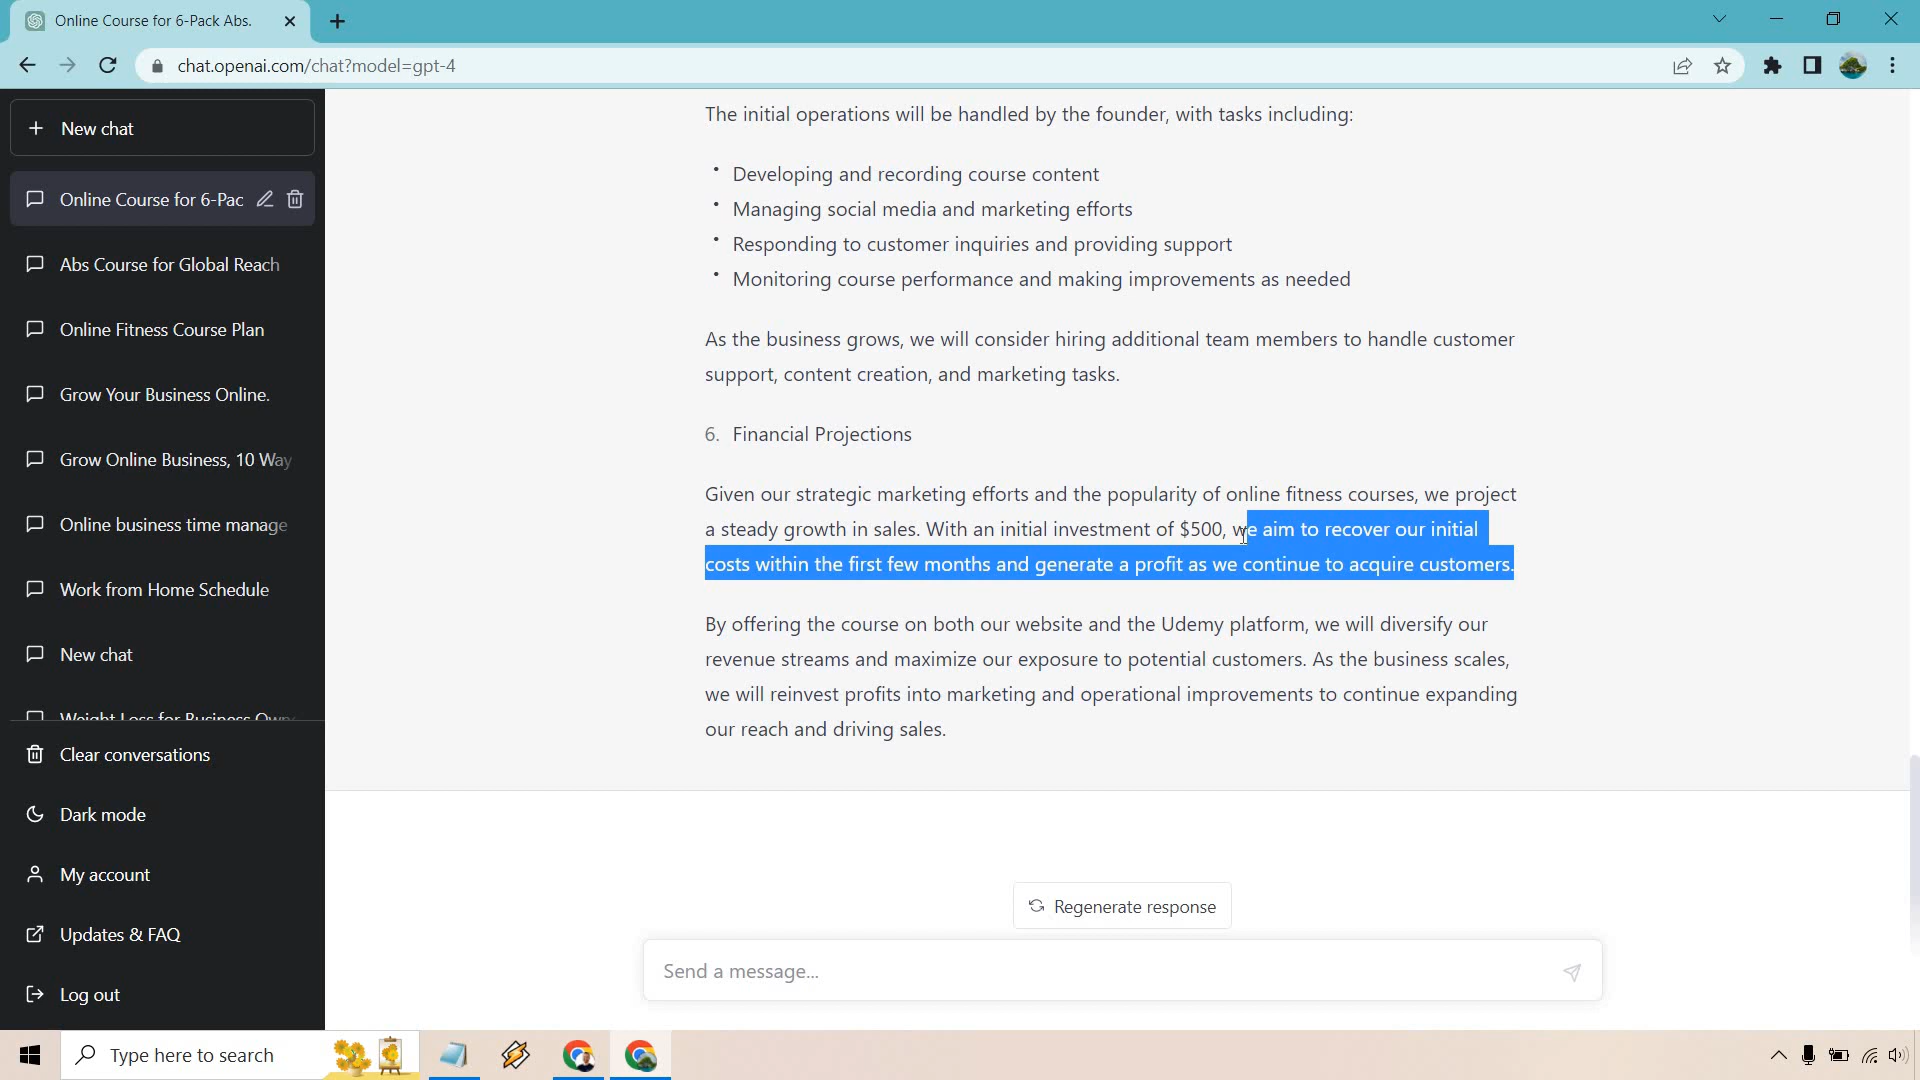 Online Course for 6-Pack Abs.
chat.openai.com/chat?model=gpt-4
New chat
Online Course for 6-Pac
Abs Course for Global Reach
Online Fitness Course Plan
Grow Your Business Online.
Grow Online Business, 10 Way
Online business time manage
Work from Home Schedule
New chat
Weight Loss for Business Own
Clear conversations
Dark mode
My account
Updates & FAQ
Log out
The initial operations will be handled by the founder, with tasks including:
• Developing and recording course content
• Managing social media and marketing efforts
• Responding to customer inquiries and providing support
• Monitoring course performance and making improvements as needed
As the business grows, we will consider hiring additional team members to handle customer
support, content creation, and marketing tasks.
6. Financial Projections
Given our strategic marketing efforts and the popularity of online fitness courses, we project
a steady growth in sales. With an initial investment of $500, we aim to recover our initial
costs within the first few months and generate a profit as we continue to acquire customers.
By offering the course on both our website and the Udemy platform, we will diversify our
revenue streams and maximize our exposure to potential customers. As the business scales,
we will reinvest profits into marketing and operational improvements to continue expanding
our reach and driving sales.
Regenerate response
Send a message...
Type here to search